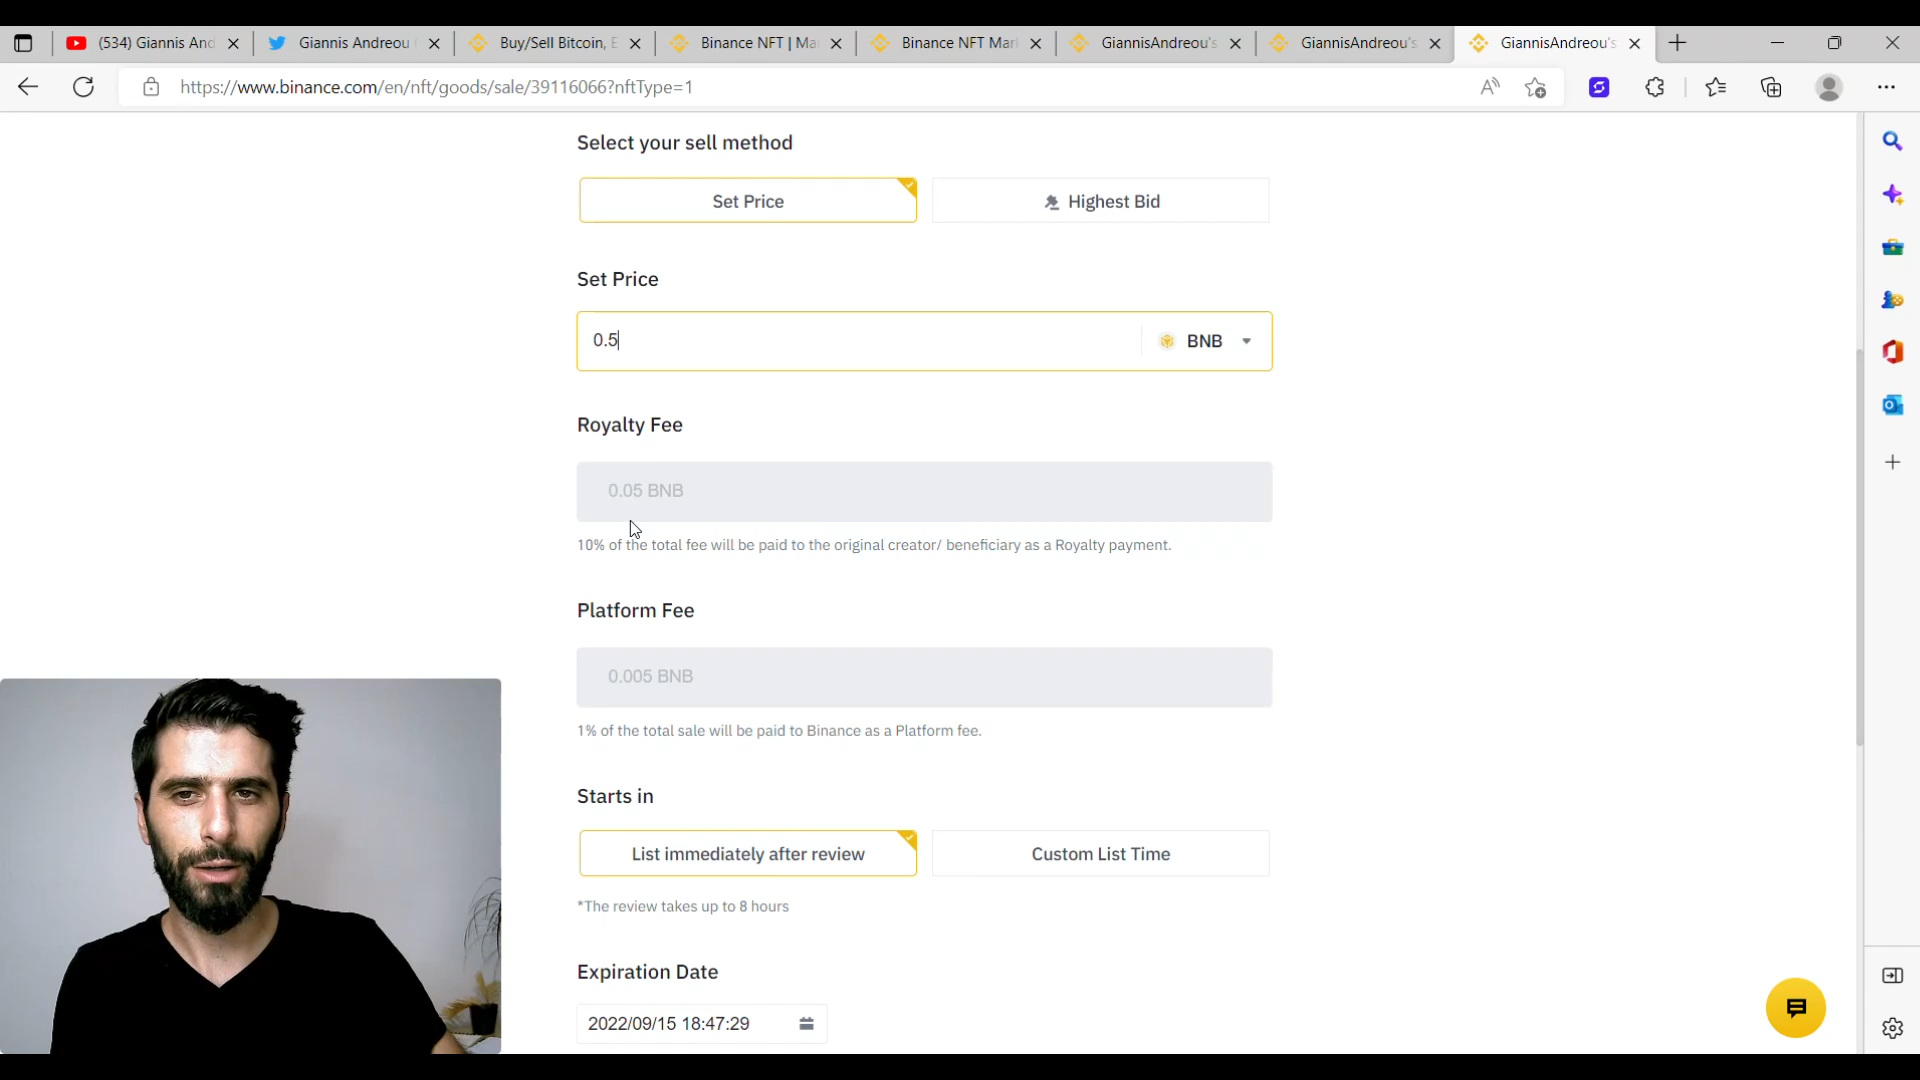 (534) Giannis And
Giannis Andreou
Buy/Sell Bitcoin, E
Binance NFT | Ma
Binance NFT Mar
GiannisAndreou's
GiannisAndreou's
GiannisAndreou's
https://www.binance.com/en/nft/goods/sale/39116066?nftType=1
Select your sell method
Set Price
Highest Bid
Set Price
0.5
BNB
Royalty Fee
0.05 BNB
10% of the total fee will be paid to the original creator/ beneficiary as a Royalty payment.
Platform Fee
0.005 BNB
1% of the total sale will be paid to Binance as a Platform fee.
Starts in
List immediately after review
Custom List Time
*The review takes up to 8 hours
Expiration Date
2022/09/15 18:47:29